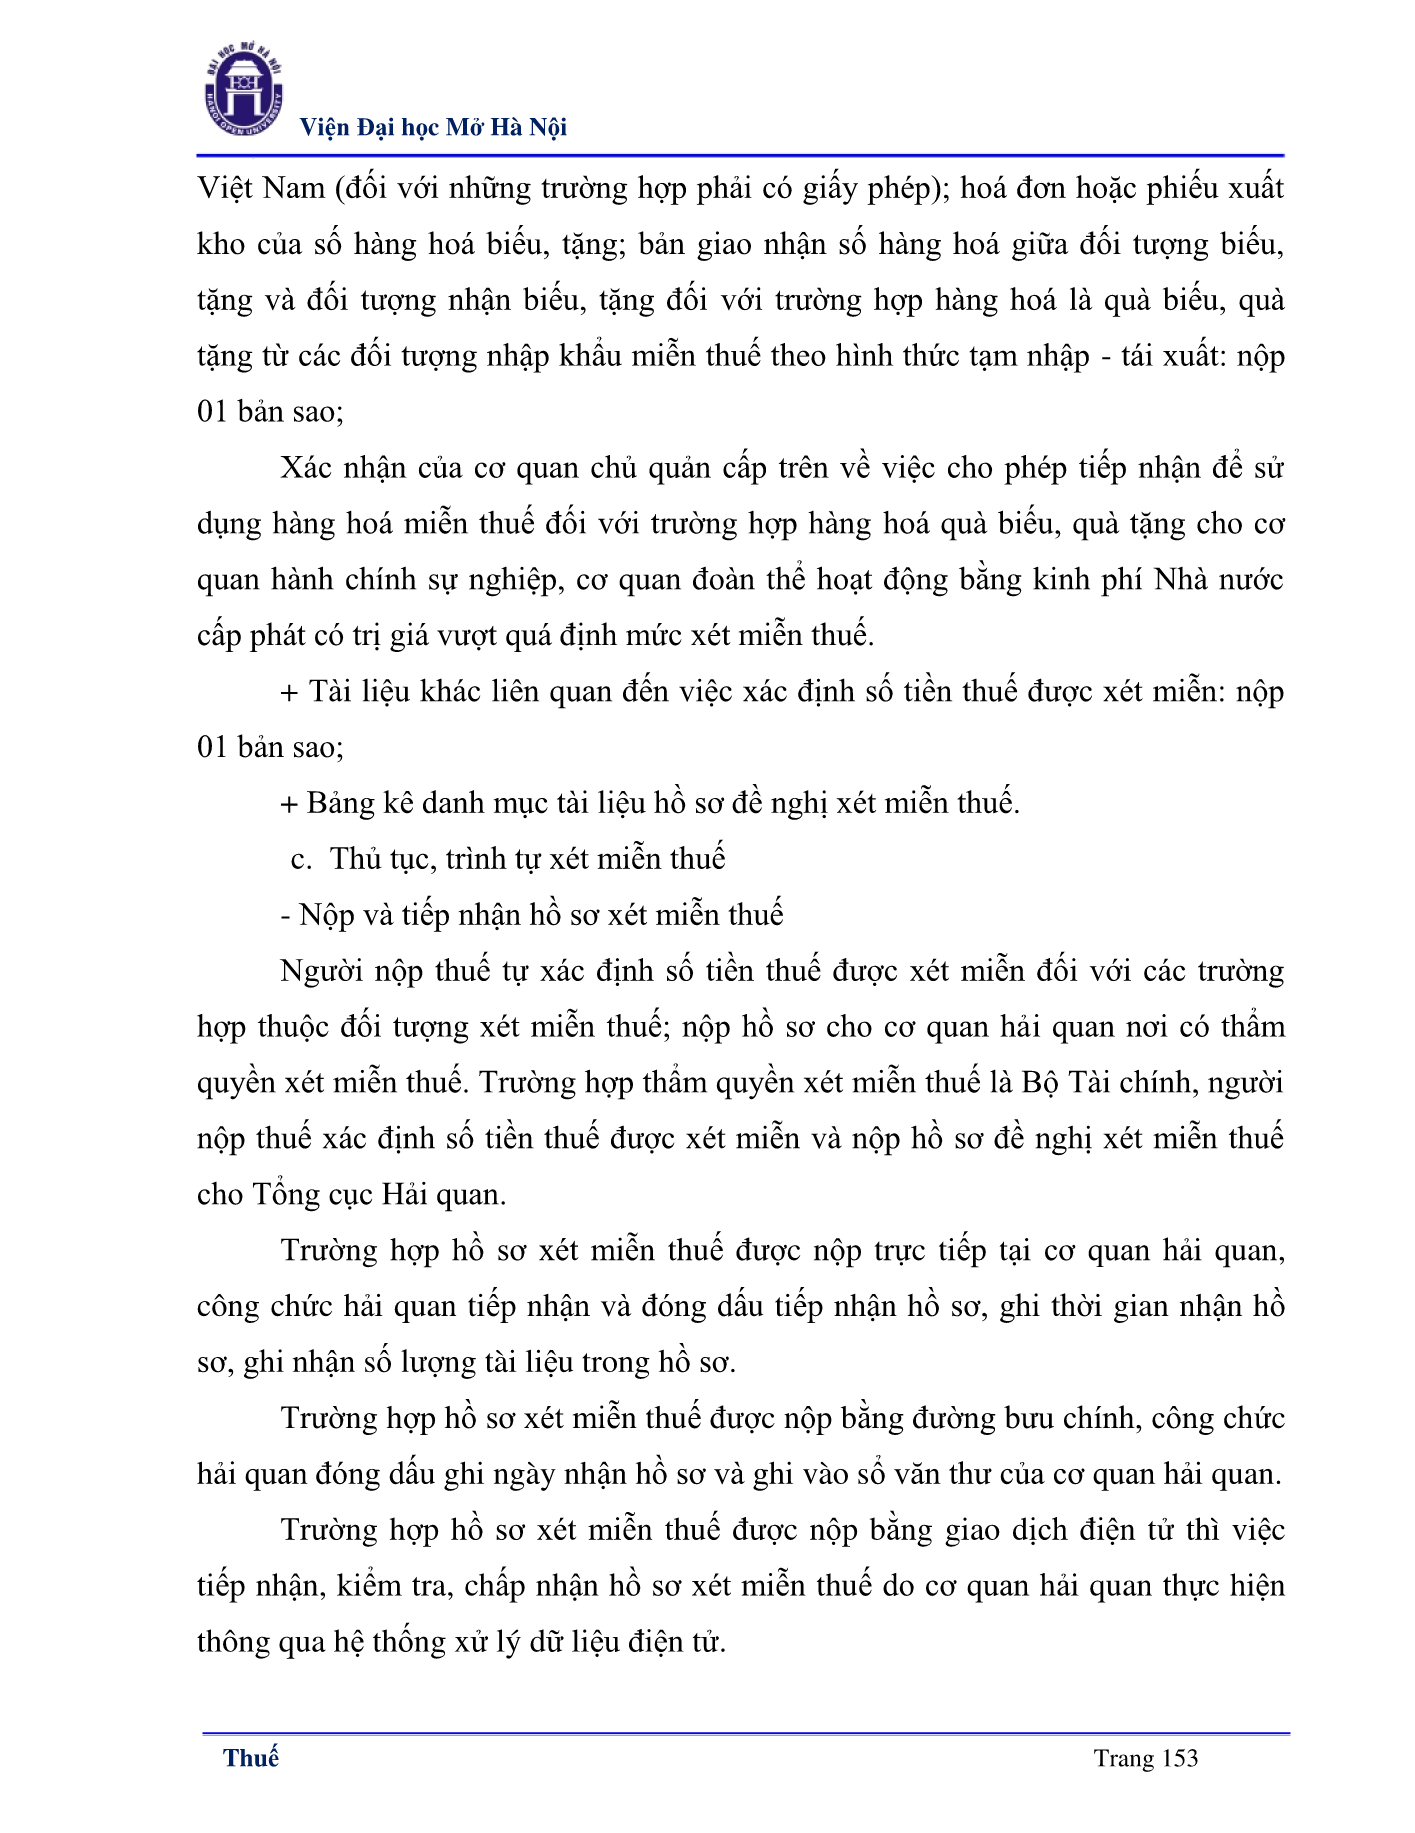 ĐẠI HỌC MỞ HÀ NỘI
HANOI OPEN UNIVERSITY
Viện Đại học Mở Hà Nội
Việt Nam (đối với những trường hợp phải có giấy phép); hoá đơn hoặc phiếu xuất
kho của số hàng hoá biếu, tặng; bản giao nhận số hàng hoá giữa đối tượng biếu,
tặng và đối tượng nhận biếu, tặng đối với trường hợp hàng hoá là quà biếu, quà
tặng từ các đối tượng nhập khẩu miễn thuế theo hình thức tạm nhập - tái xuất: nộp
01 bản sao;
Xác nhận của cơ quan chủ quản cấp trên về việc cho phép tiếp nhận để sử
dụng hàng hoá miễn thuế đối với trường hợp hàng hoá quà biếu, quà tặng cho cơ
quan hành chính sự nghiệp, cơ quan đoàn thể hoạt động bằng kinh phí Nhà nước
cấp phát có trị giá vượt quá định mức xét miễn thuế.
+ Tài liệu khác liên quan đến việc xác định số tiền thuế được xét miễn: nộp
01 bản sao;
+ Bảng kê danh mục tài liệu hồ sơ đề nghị xét miễn thuế.
c. Thủ tục, trình tự xét miễn thuế
- Nộp và tiếp nhận hồ sơ xét miễn thuế
Người nộp thuế tự xác định số tiền thuế được xét miễn đối với các trường
hợp thuộc đối tượng xét miễn thuế; nộp hồ sơ cho cơ quan hải quan nơi có thẩm
quyền xét miễn thuế. Trường hợp thẩm quyền xét miễn thuế là Bộ Tài chính, người
nộp thuế xác định số tiền thuế được xét miễn và nộp hồ sơ đề nghị xét miễn thuế
cho Tổng cục Hải quan.
Trường hợp hồ sơ xét miễn thuế được nộp trực tiếp tại cơ quan hải quan,
công chức hải quan tiếp nhận và đóng dấu tiếp nhận hồ sơ, ghi thời gian nhận hồ
sơ, ghi nhận số lượng tài liệu trong hồ sơ.
Trường hợp hồ sơ xét miễn thuế được nộp bằng đường bưu chính, công chức
hải quan đóng dấu ghi ngày nhận hồ sơ và ghi vào sổ văn thư của cơ quan hải quan.
Trường hợp hồ sơ xét miễn thuế được nộp bằng giao dịch điện tử thì việc
tiếp nhận, kiểm tra, chấp nhận hồ sơ xét miễn thuế do cơ quan hải quan thực hiện
thông qua hệ thống xử lý dữ liệu điện tử.
Thuế
Trang 153